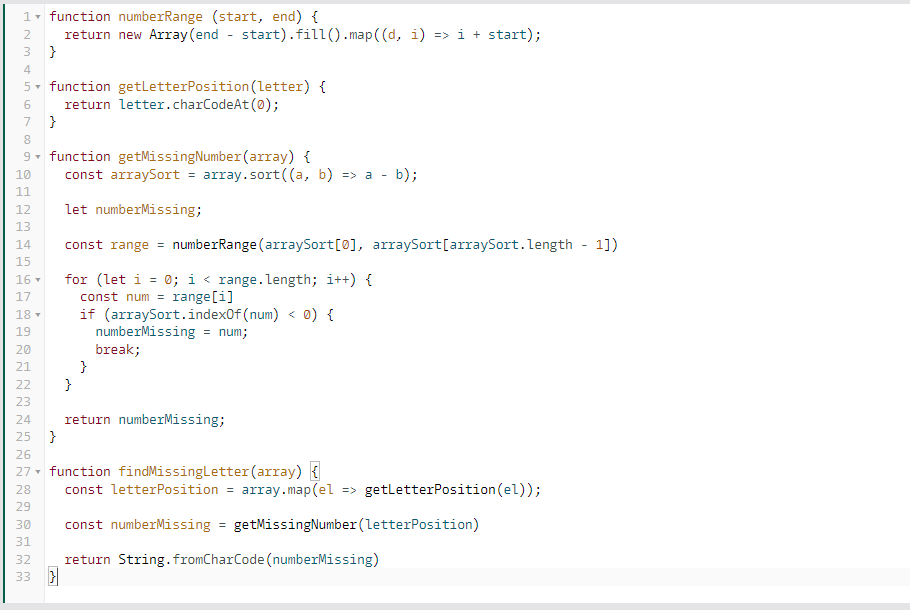 1 function numberRange (start, end) {
2   return new Array(end - start).fill().map((d, i) => i + start);
3 }
4
5 function getLetterPosition(letter) {
6   return letter.charCodeAt(0);
7 }
8
9 function getMissingNumber(array) {
10   const arraySort = array.sort((a, b) => a - b);
11
12   let numberMissing;
13
14   const range = numberRange(arraySort[0], arraySort[arraySort.length - 1])
15
16   for (let i = 0; i < range.length; i++) {
17     const num = range[i]
18     if (arraySort.indexOf(num) < 0) {
19       numberMissing = num;
20       break;
21     }
22   }
23
24   return numberMissing;
25 }
26
27 function findMissingLetter(array) {
28   const letterPosition = array.map(el => getLetterPosition(el));
29
30   const numberMissing = getMissingNumber(letterPosition)
31
32   return String.fromCharCode(numberMissing)
33 }